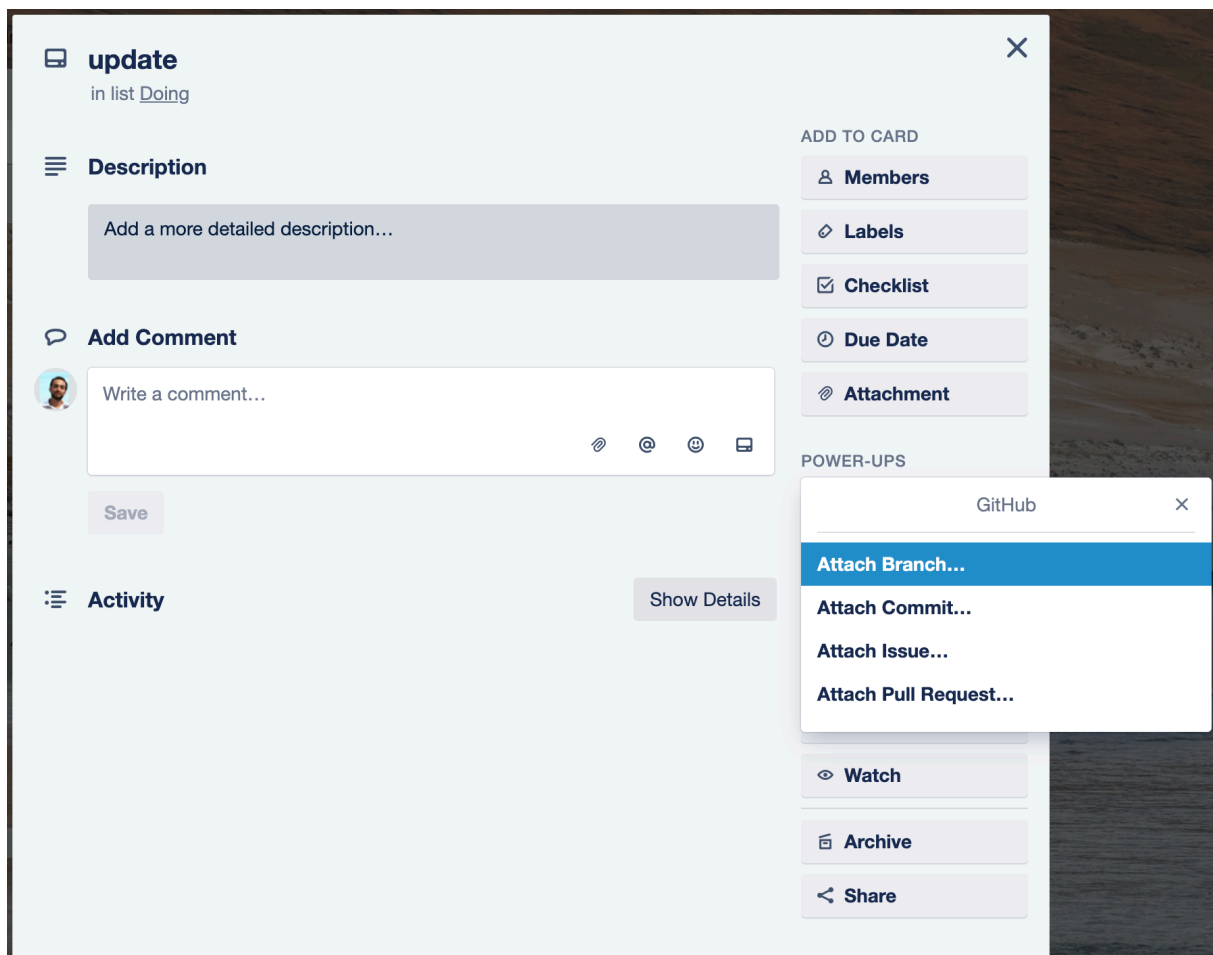 update
in list Doing
Description
Add a more detailed description…
Add Comment
Write a comment…
Save
Activity
Show Details
ADD TO CARD
Members
Labels
Checklist
Due Date
Attachment
POWER-UPS
GitHub
Attach Branch…
Attach Commit…
Attach Issue…
Attach Pull Request…
Watch
Archive
Share